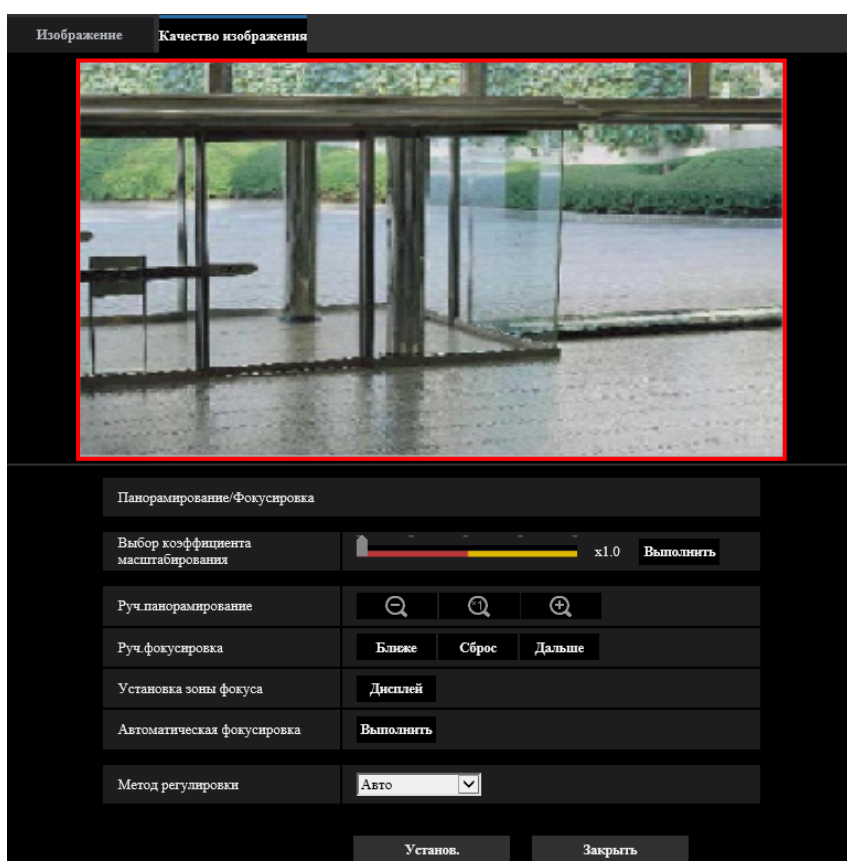 Изображение
Качество изображения
Панорамирование/Фокусировка
Выбор коэффициента
масштабирования
x1.0 Выполнить
Руч.панорамирование
×1
Руч.фокусировка
Ближе Сброс Дальше
Установка зоны фокуса
Дисплей
Автоматическая фокусировка
Выполнить
Метод регулировки
Авто
Установ. Закрыть